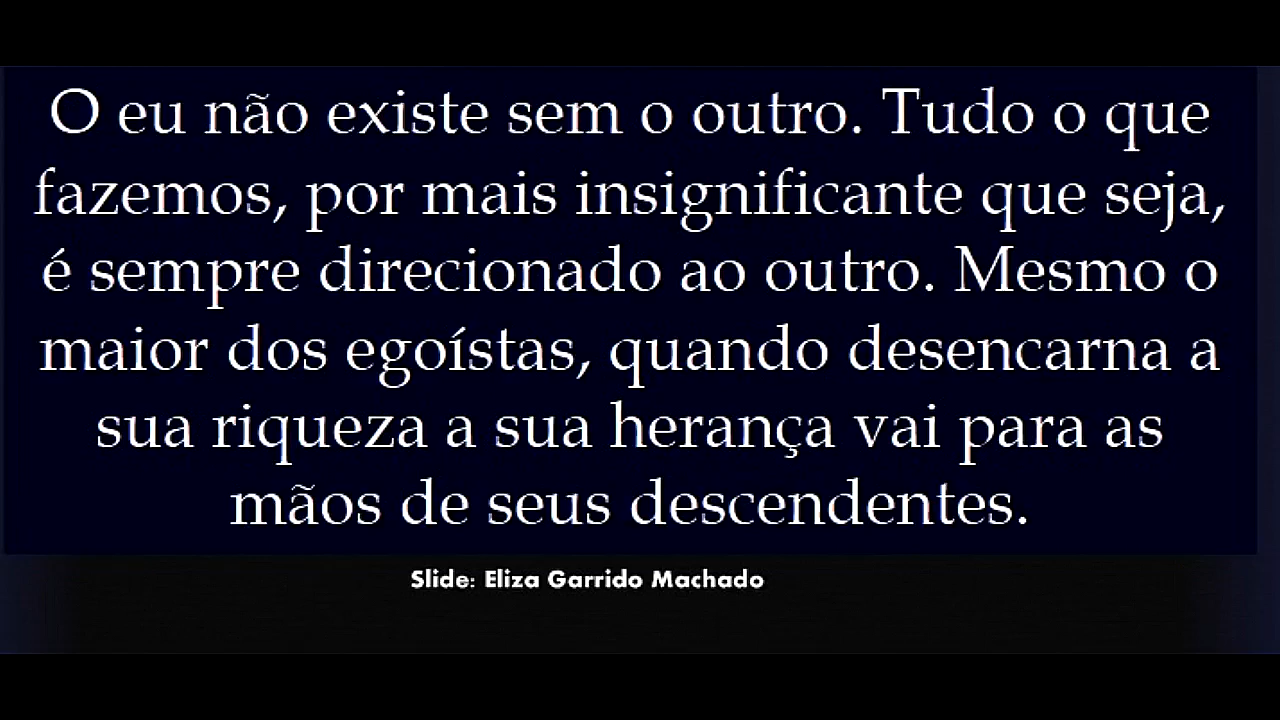 O eu não existe sem o outro. Tudo o que
fazemos, por mais insignificante que seja,
é sempre direcionado ao outro. Mesmo o
maior dos egoístas, quando desencarna a
sua riqueza a sua herança vai para as
mãos de seus descendentes.
Slide: Eliza Garrido Machado